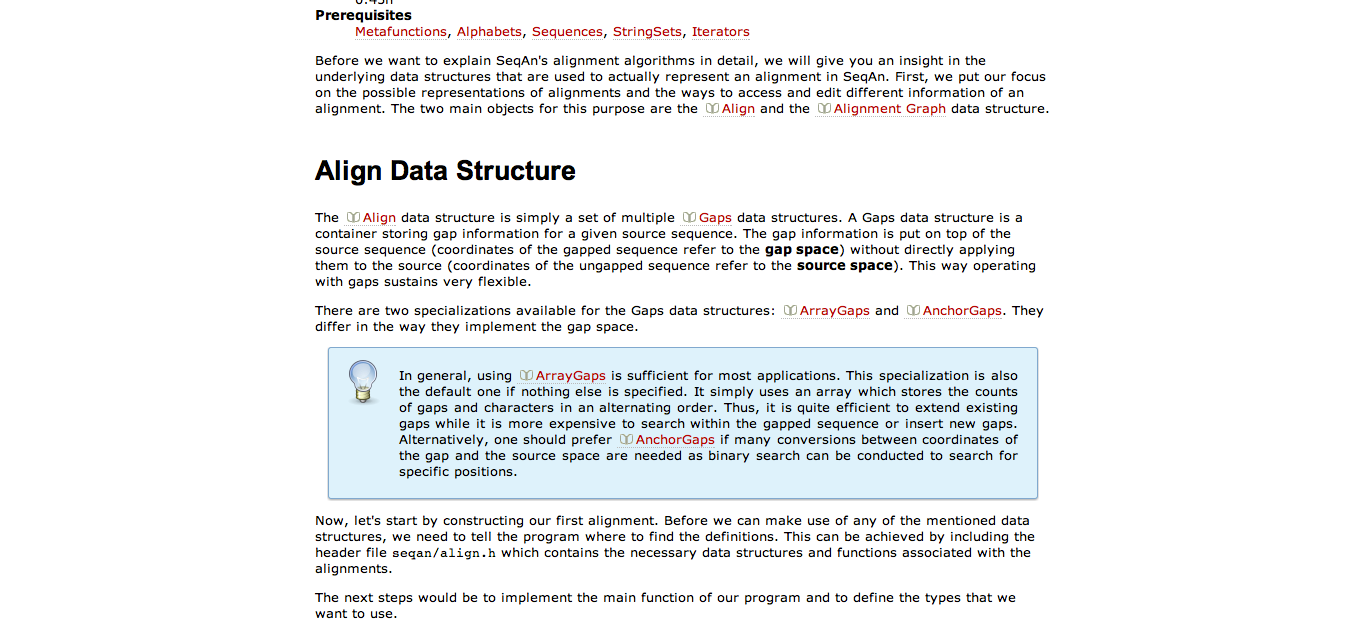 0.45h
Prerequisites
Metafunctions, Alphabets, Sequences, StringSets, Iterators
Before we want to explain SeqAn's alignment algorithms in detail, we will give you an insight in the
underlying data structures that are used to actually represent an alignment in SeqAn. First, we put our focus
on the possible representations of alignments and the ways to access and edit different information of an
alignment. The two main objects for this purpose are the Align and the Alignment Graph data structure.
Align Data Structure
The Align data structure is simply a set of multiple Gaps data structures. A Gaps data structure is a
container storing gap information for a given source sequence. The gap information is put on top of the
source sequence (coordinates of the gapped sequence refer to the gap space) without directly applying
them to the source (coordinates of the ungapped sequence refer to the source space). This way operating
with gaps sustains very flexible.
There are two specializations available for the Gaps data structures: ArrayGaps and AnchorGaps. They
differ in the way they implement the gap space.
In general, using ArrayGaps is sufficient for most applications. This specialization is also
the default one if nothing else is specified. It simply uses an array which stores the counts
of gaps and characters in an alternating order. Thus, it is quite efficient to extend existing
gaps while it is more expensive to search within the gapped sequence or insert new gaps.
Alternatively, one should prefer AnchorGaps if many conversions between coordinates of
the gap and the source space are needed as binary search can be conducted to search for
specific positions.
Now, let's start by constructing our first alignment. Before we can make use of any of the mentioned data
structures, we need to tell the program where to find the definitions. This can be achieved by including the
header file seqan/align.h which contains the necessary data structures and functions associated with the
alignments.
The next steps would be to implement the main function of our program and to define the types that we
want to use.